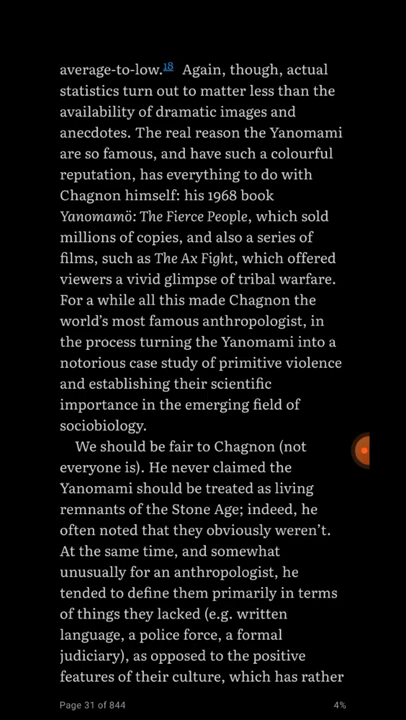 average-to-low.18 Again, though, actual
statistics turn out to matter less than the
availability of dramatic images and
anecdotes. The real reason the Yanomami
are so famous, and have such a colourful
reputation, has everything to do with
Chagnon himself: his 1968 book
Yanomamö: The Fierce People, which sold
millions of copies, and also a series of
films, such as The Ax Fight, which offered
viewers a vivid glimpse of tribal warfare.
For a while all this made Chagnon the
world’s most famous anthropologist, in
the process turning the Yanomami into a
notorious case study of primitive violence
and establishing their scientific
importance in the emerging field of
sociobiology.
We should be fair to Chagnon (not
everyone is). He never claimed the
Yanomami should be treated as living
remnants of the Stone Age; indeed, he
often noted that they obviously weren’t.
At the same time, and somewhat
unusually for an anthropologist, he
tended to define them primarily in terms
of things they lacked (e.g. written
language, a police force, a formal
judiciary), as opposed to the positive
features of their culture, which has rather
Page 31 of 844 4%